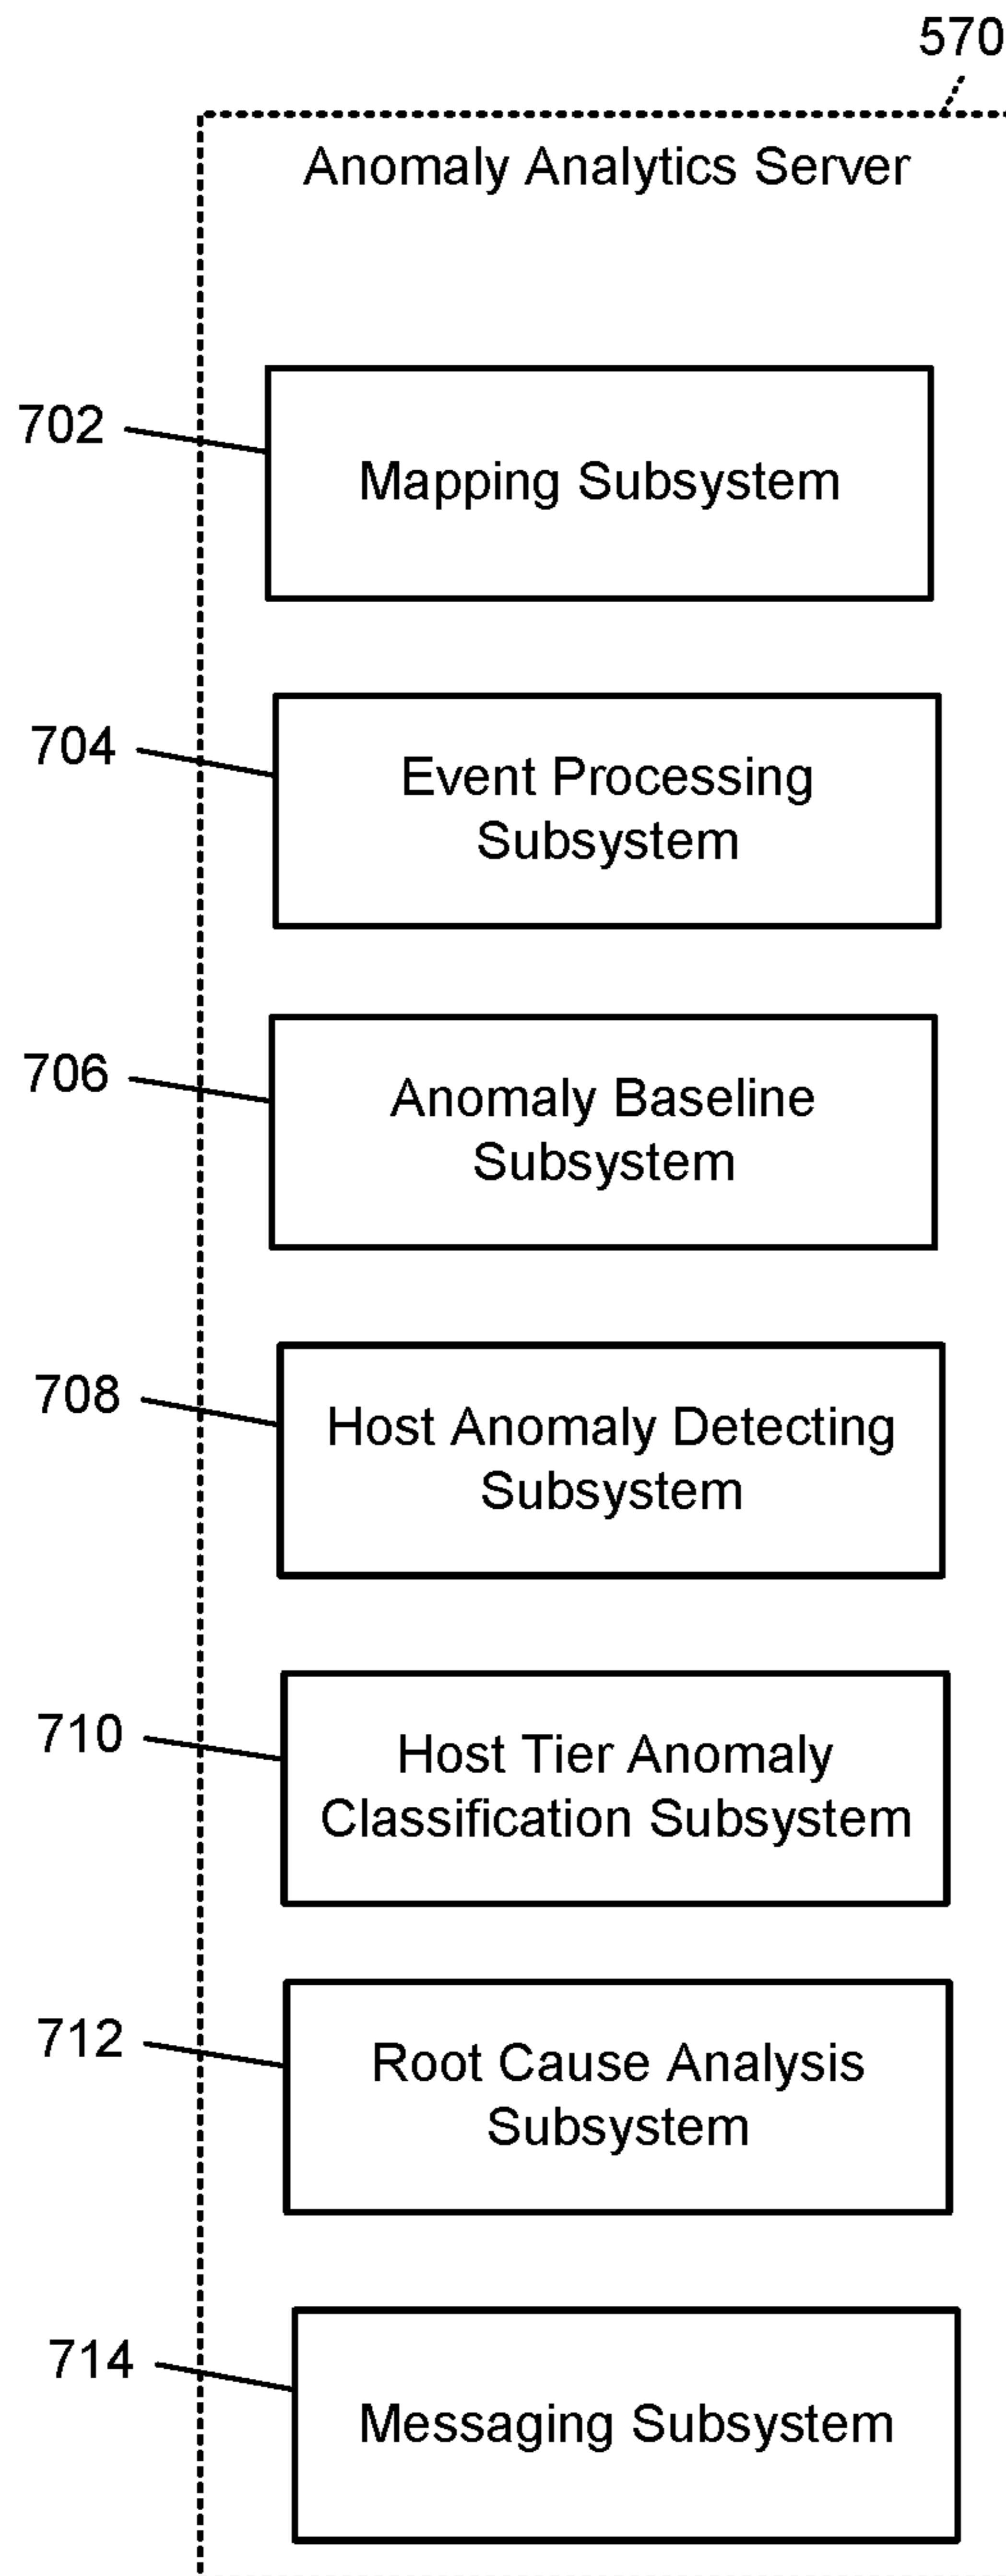 570
Anomaly Analytics Server
702
Mapping Subsystem
704
Event Processing
Subsystem
706
Anomaly Baseline
Subsystem
708
Host Anomaly Detecting
Subsystem
710
Host Tier Anomaly
Classification Subsystem
712
Root Cause Analysis
Subsystem
714
Messaging Subsystem